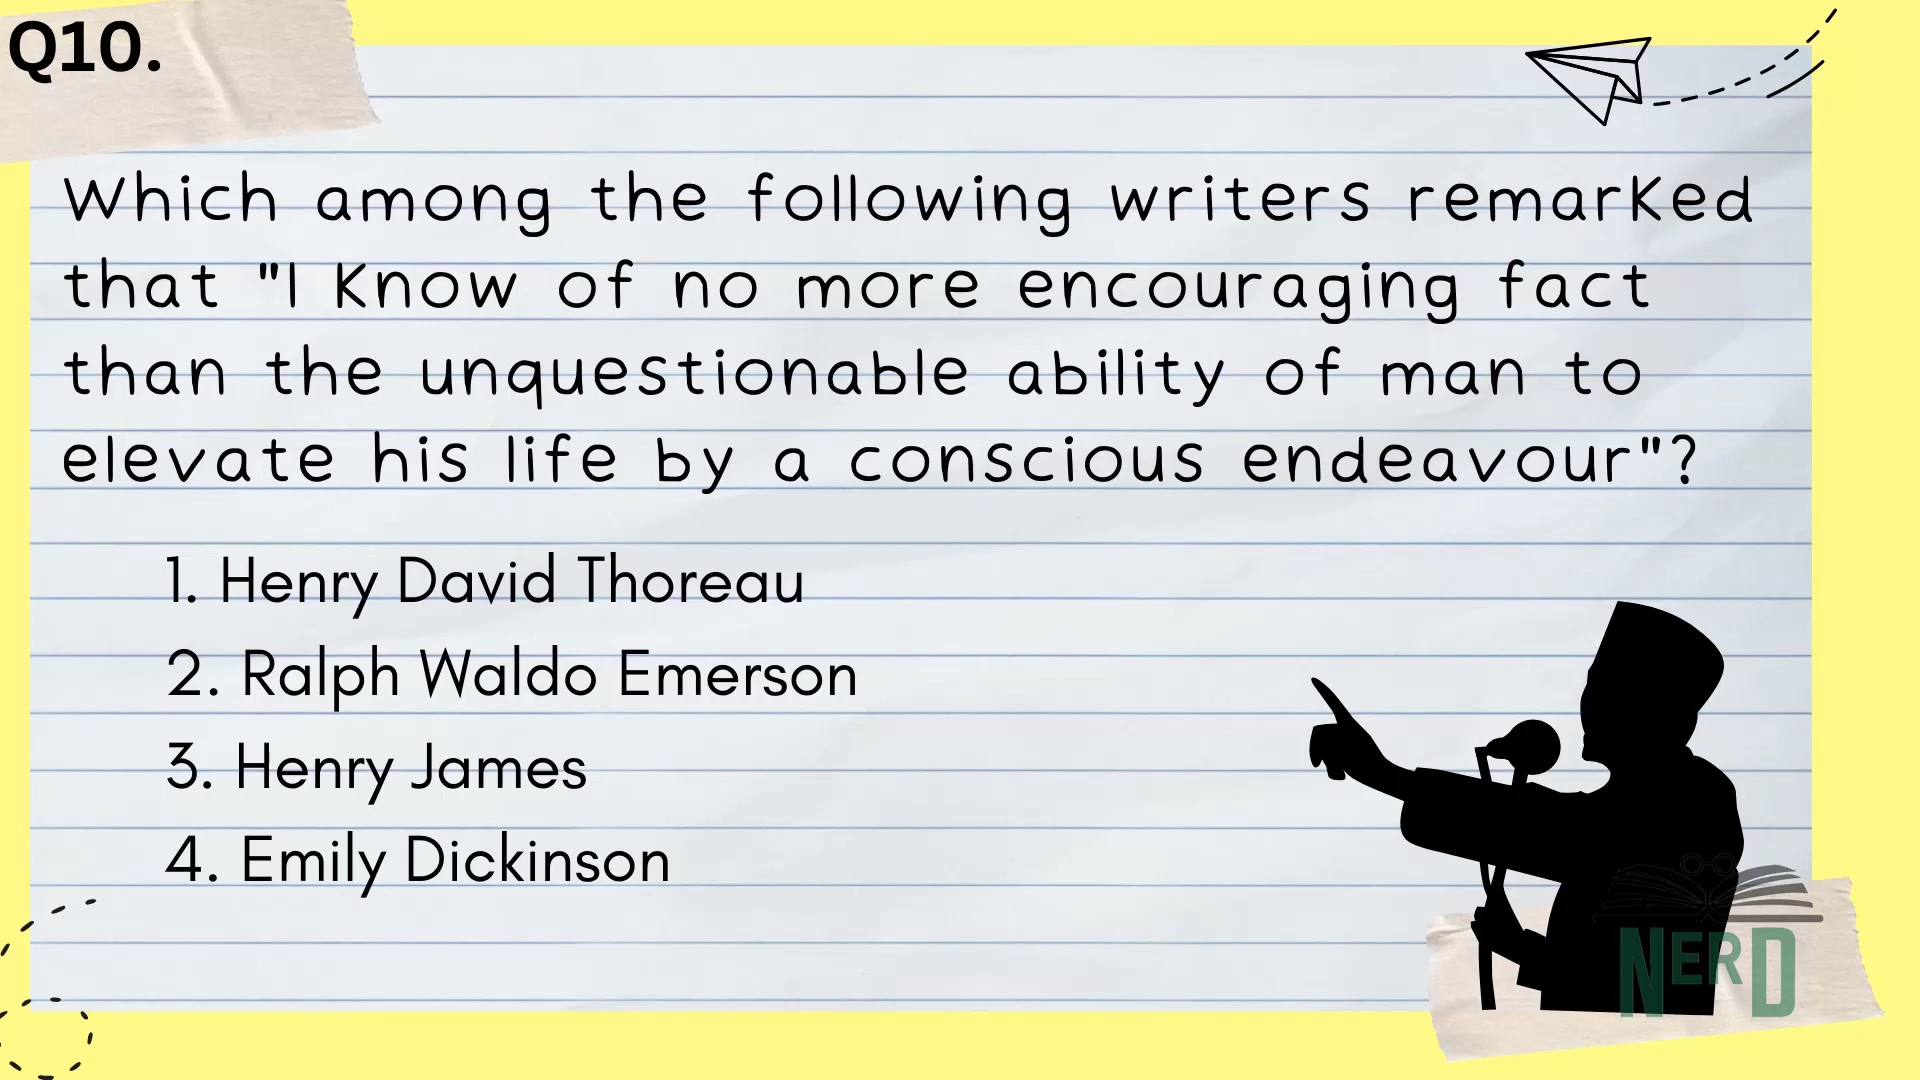 Q10.
Which among the following writers remarked
that "I Know of no more encouraging fact
than the unquestionable ability of man to
elevate his life by a conscious endeavour"?
1. Henry David Thoreau
2. Ralph Waldo Emerson
3. Henry James
4. Emily Dickinson
NERD